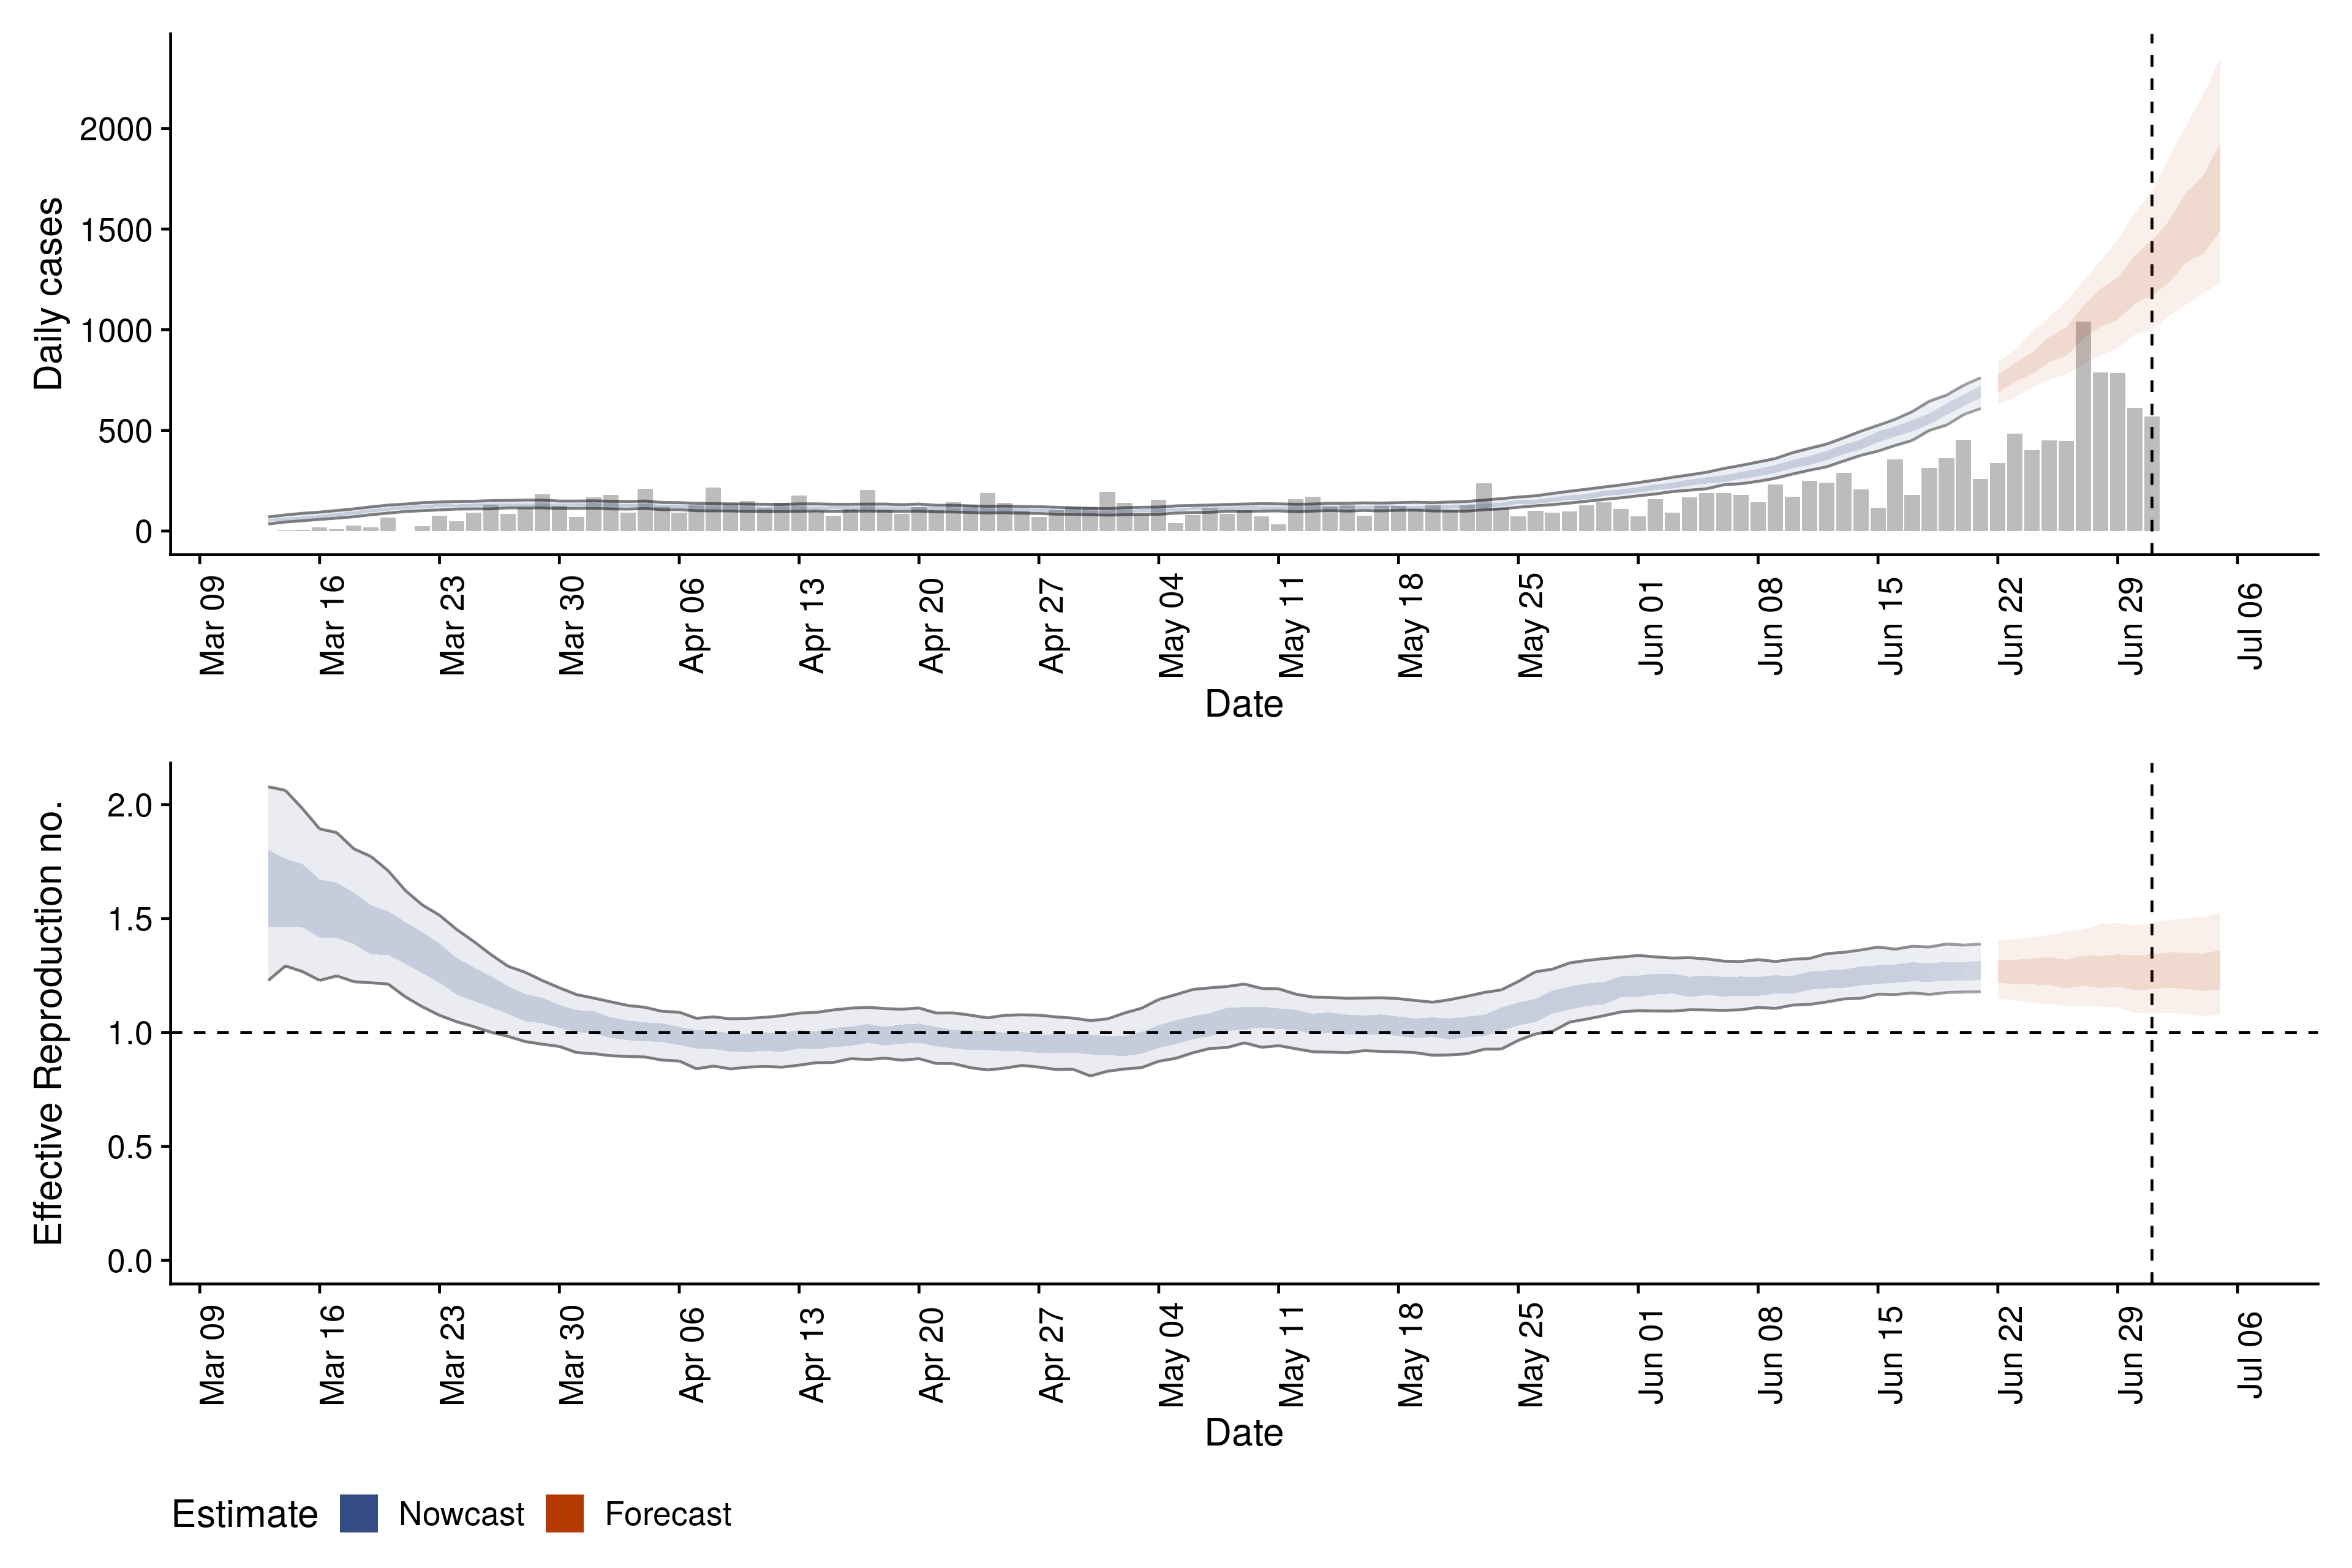 Daily cases
2000
1500
1000
500
0
Mar 09 Mar 16 Mar 23 Mar 30 Apr 06 Apr 13 Apr 20 Apr 27 May 04 May 11 May 18 May 25 Jun 01 Jun 08 Jun 15 Jun 22 Jun 29 Jul 06
Date
Effective Reproduction no.
2.0
1.5
1.0
0.5
0.0
Mar 09 Mar 16 Mar 23 Mar 30 Apr 06 Apr 13 Apr 20 Apr 27 May 04 May 11 May 18 May 25 Jun 01 Jun 08 Jun 15 Jun 22 Jun 29 Jul 06
Date
Estimate Nowcast Forecast